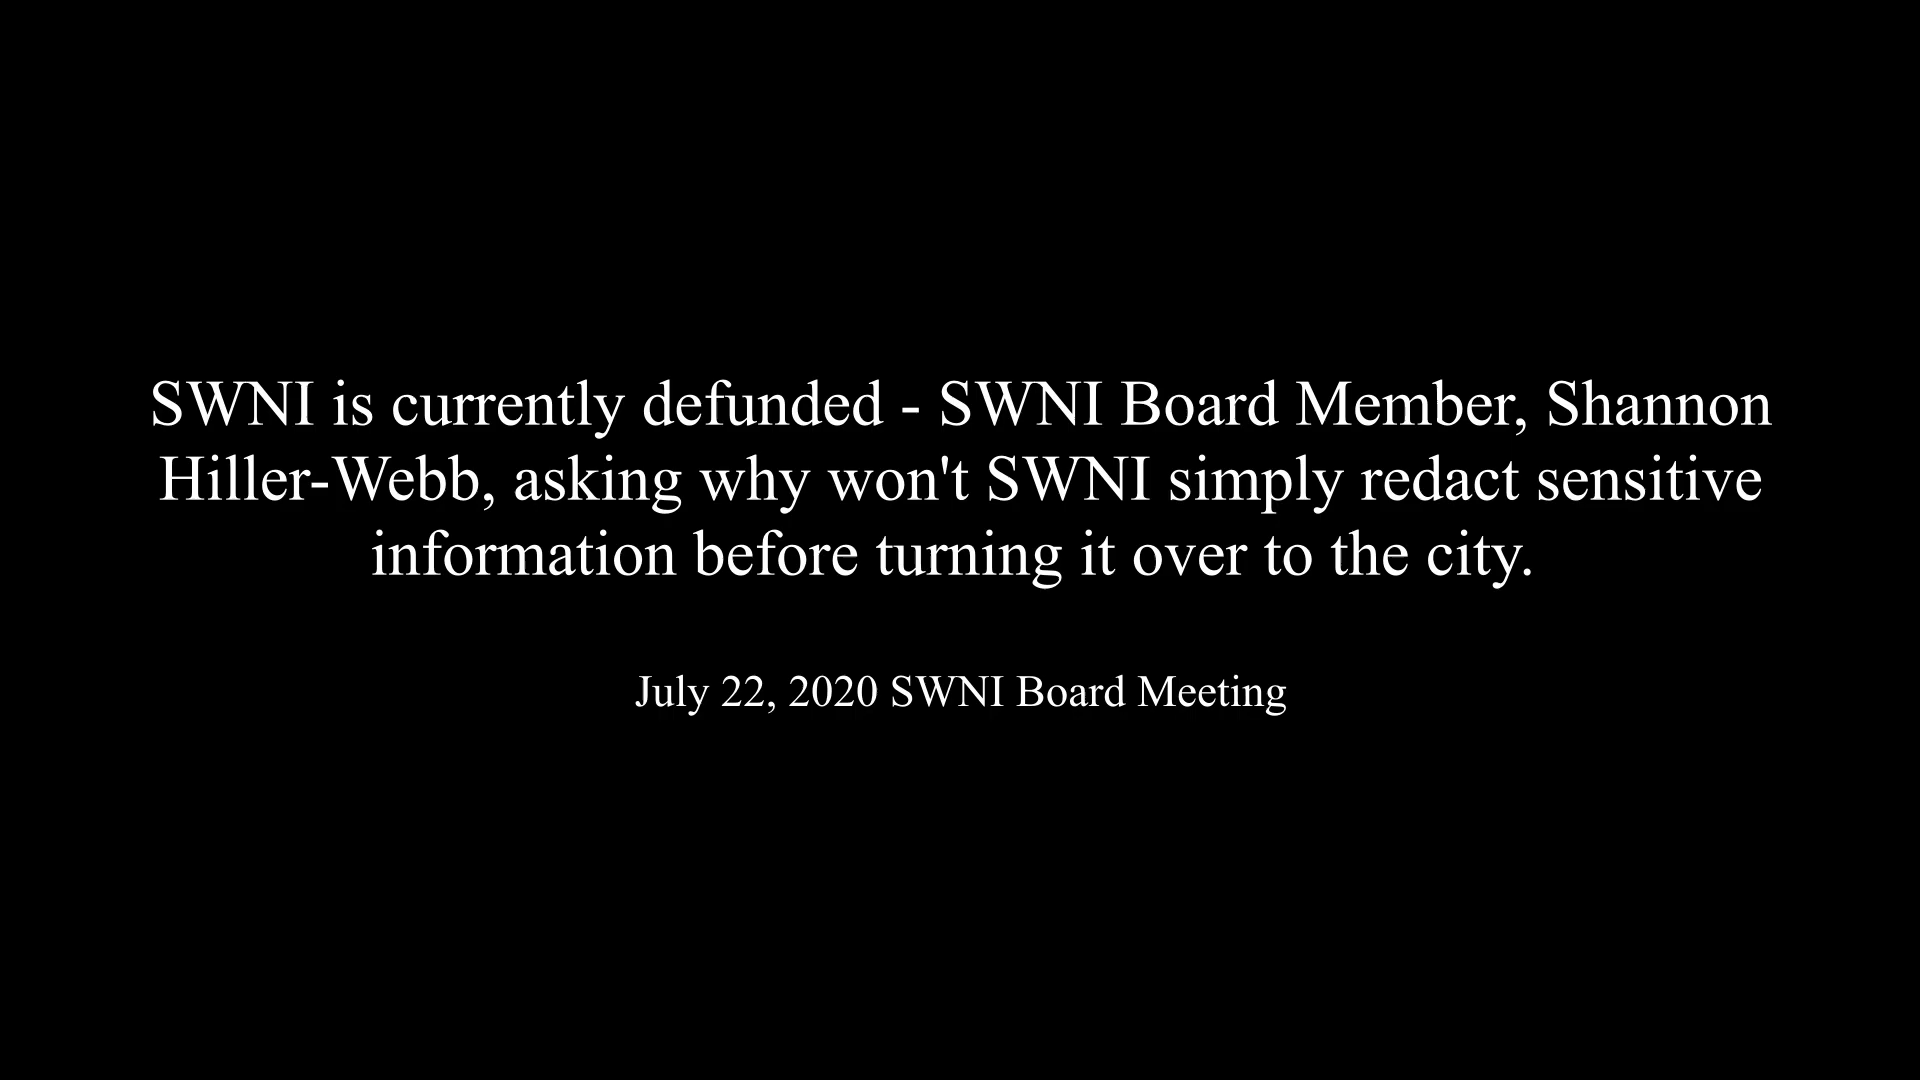 SWNI is currently defunded - SWNI Board Member, Shannon
Hiller-Webb, asking why won't SWNI simply redact sensitive
information before turning it over to the city.
July 22, 2020 SWNI Board Meeting